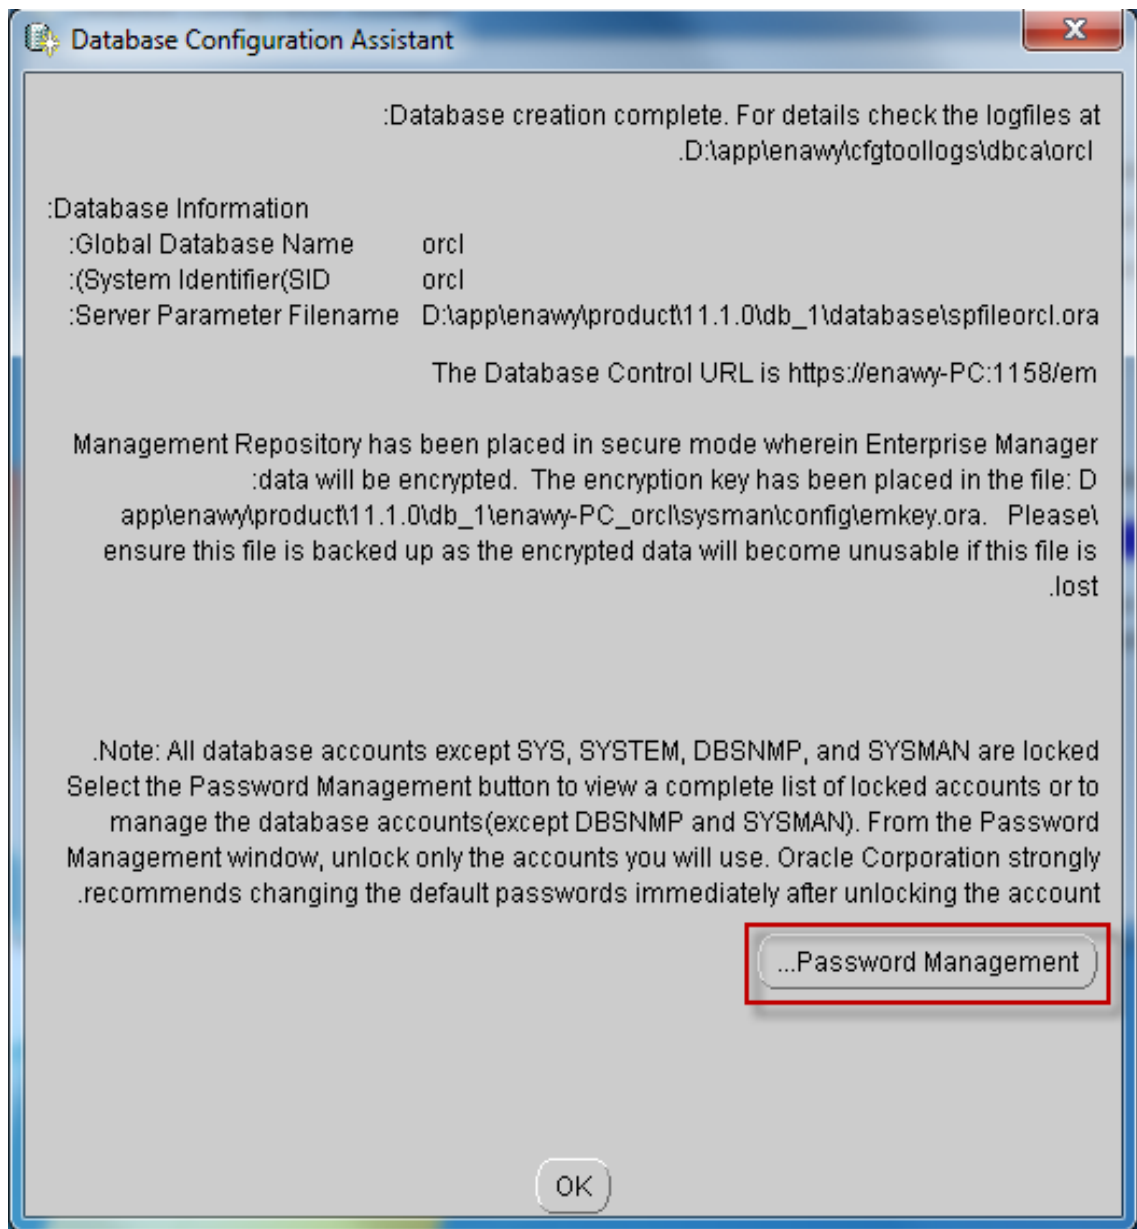 Database Configuration Assistant
:Database creation complete. For details check the logfiles at
.D:\app\enawy\cfgtoollogs\dbca\orcl
:Database Information
:Global Database Name orcl
:(System Identifier(SID orcl
:Server Parameter Filename D:\app\enawy\product\11.1.0\db_1\database\spfileorcl.ora
The Database Control URL is https://enawy-PC:1158/em
Management Repository has been placed in secure mode wherein Enterprise Manager
:data will be encrypted. The encryption key has been placed in the file: D
app\enawy\product\11.1.0\db_1\enawy-PC_orcl\sysman\config\emkey.ora. Please\
ensure this file is backed up as the encrypted data will become unusable if this file is
.lost
.Note: All database accounts except SYS, SYSTEM, DBSNMP, and SYSMAN are locked
Select the Password Management button to view a complete list of locked accounts or to
manage the database accounts(except DBSNMP and SYSMAN). From the Password
Management window, unlock only the accounts you will use. Oracle Corporation strongly
.recommends changing the default passwords immediately after unlocking the account
...Password Management
OK